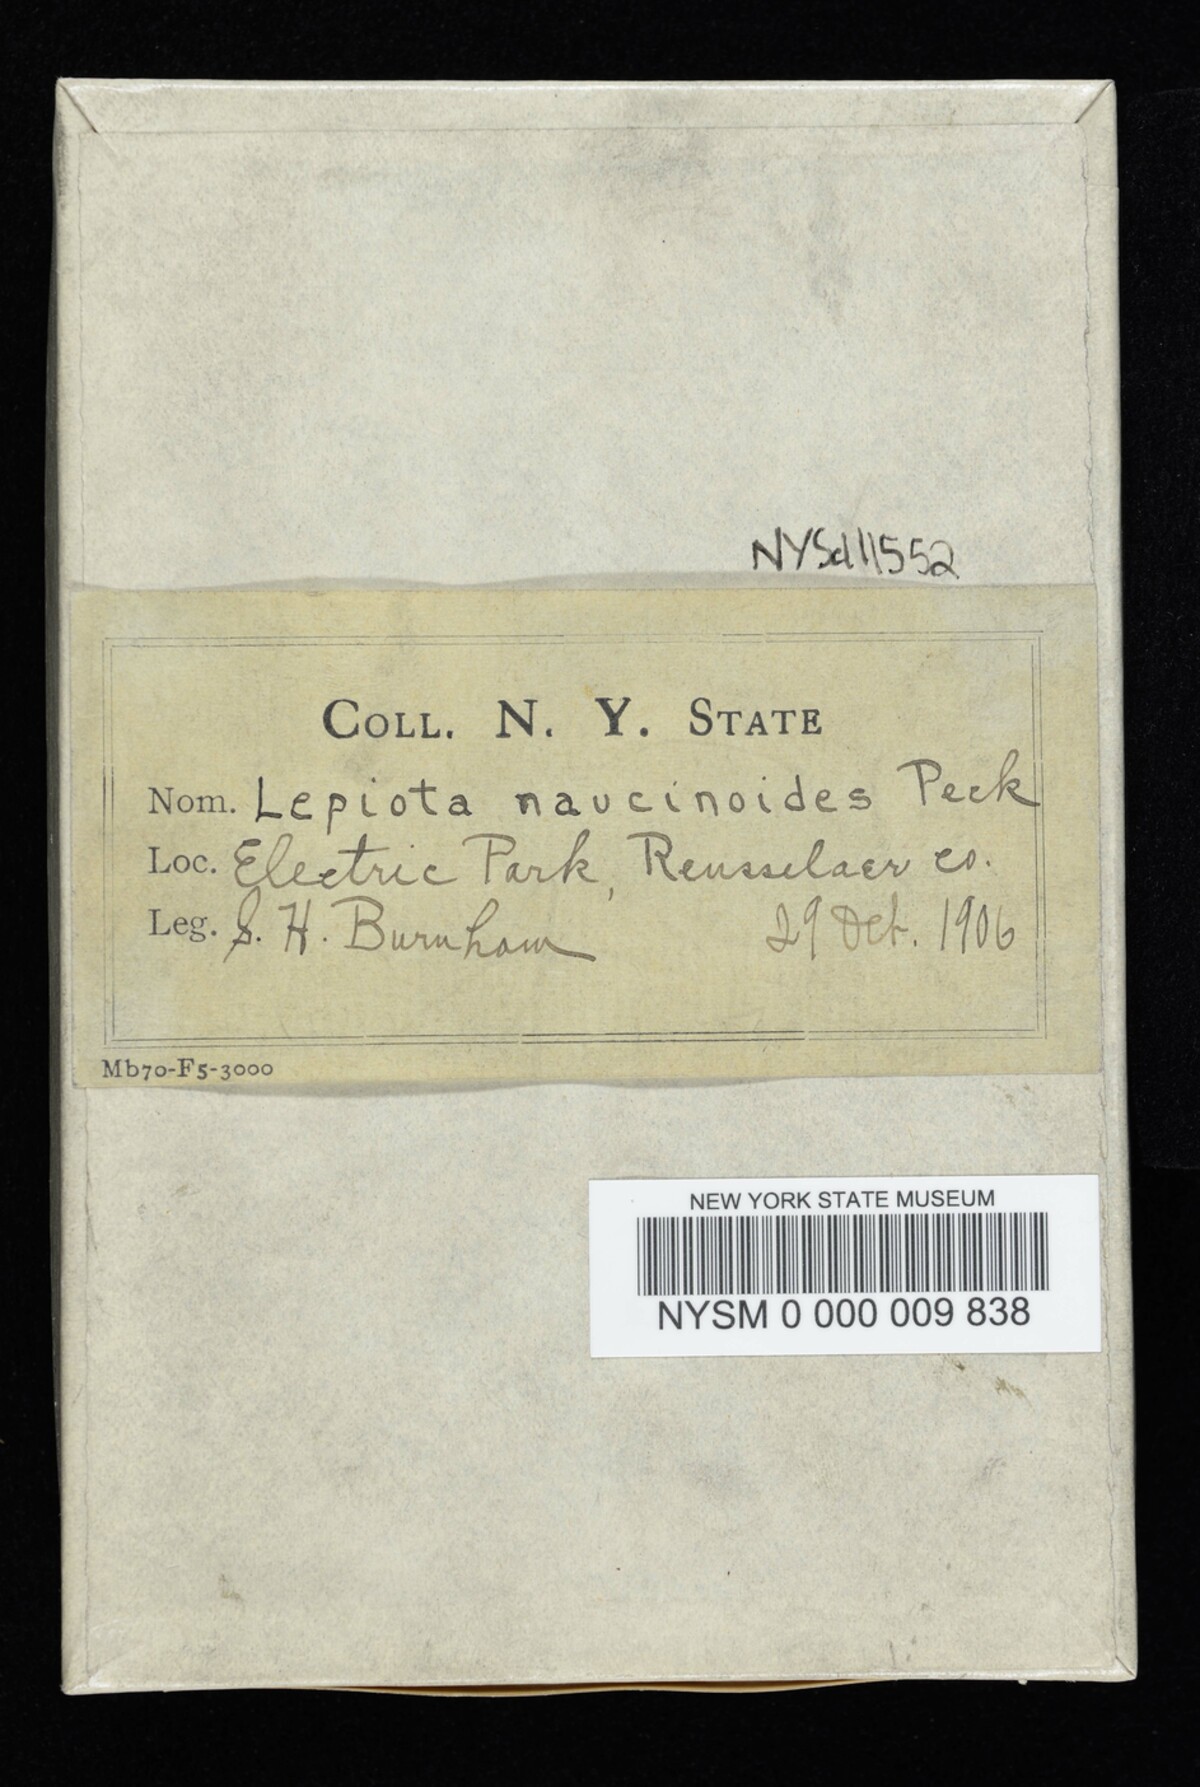 NYSd11552
COLL. N. Y. STATE
Nom. Lepiota naucinoides Peck
Loc. Electric Park, Rensselaer co.
Leg. S. H. Burnham 29 Oct. 1906
Mb70-F5-3000
NEW YORK STATE MUSEUM
NYSM 0 000 009 838